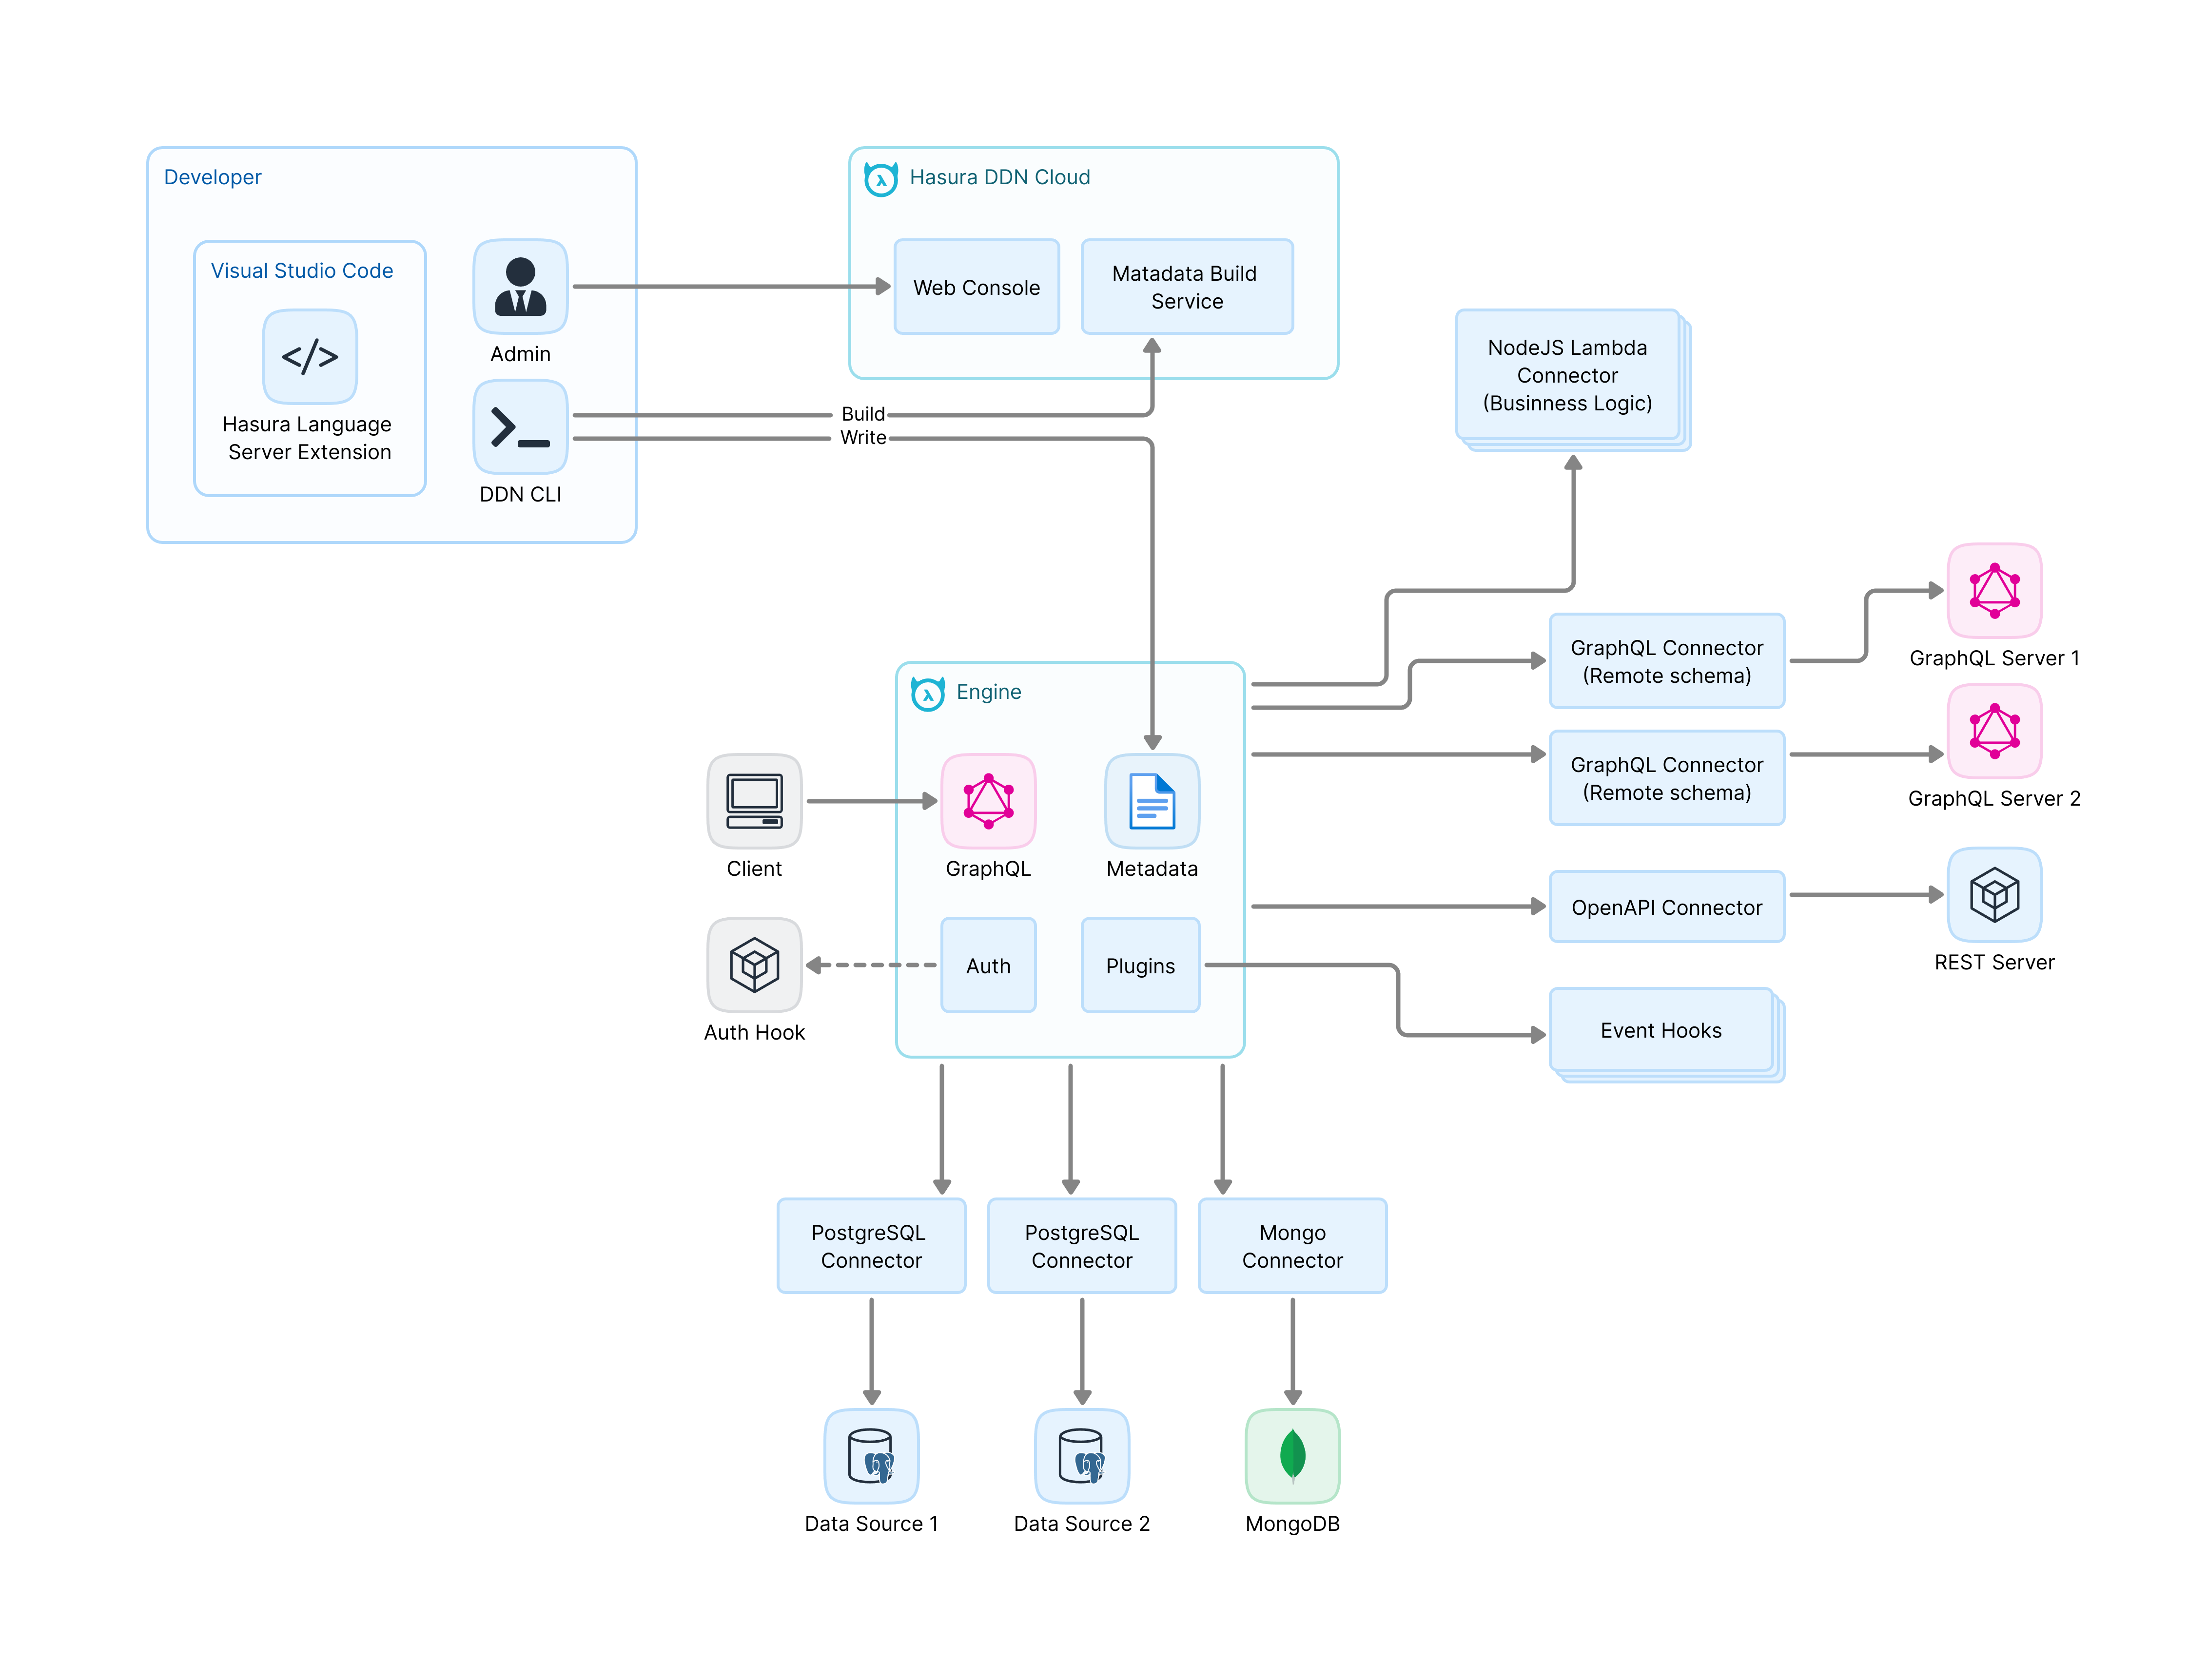 Developer
Visual Studio Code
Hasura Language
Server Extension
Admin
DDN CLI
Hasura DDN Cloud
Web Console
Matadata Build
Service
Build
Write
NodeJS Lambda
Connector
(Businness Logic)
GraphQL Connector
(Remote schema)
GraphQL Server 1
GraphQL Connector
(Remote schema)
GraphQL Server 2
OpenAPI Connector
REST Server
Event Hooks
Engine
Client
GraphQL
Metadata
Auth Hook
Auth
Plugins
PostgreSQL
Connector
PostgreSQL
Connector
Mongo
Connector
Data Source 1
Data Source 2
MongoDB